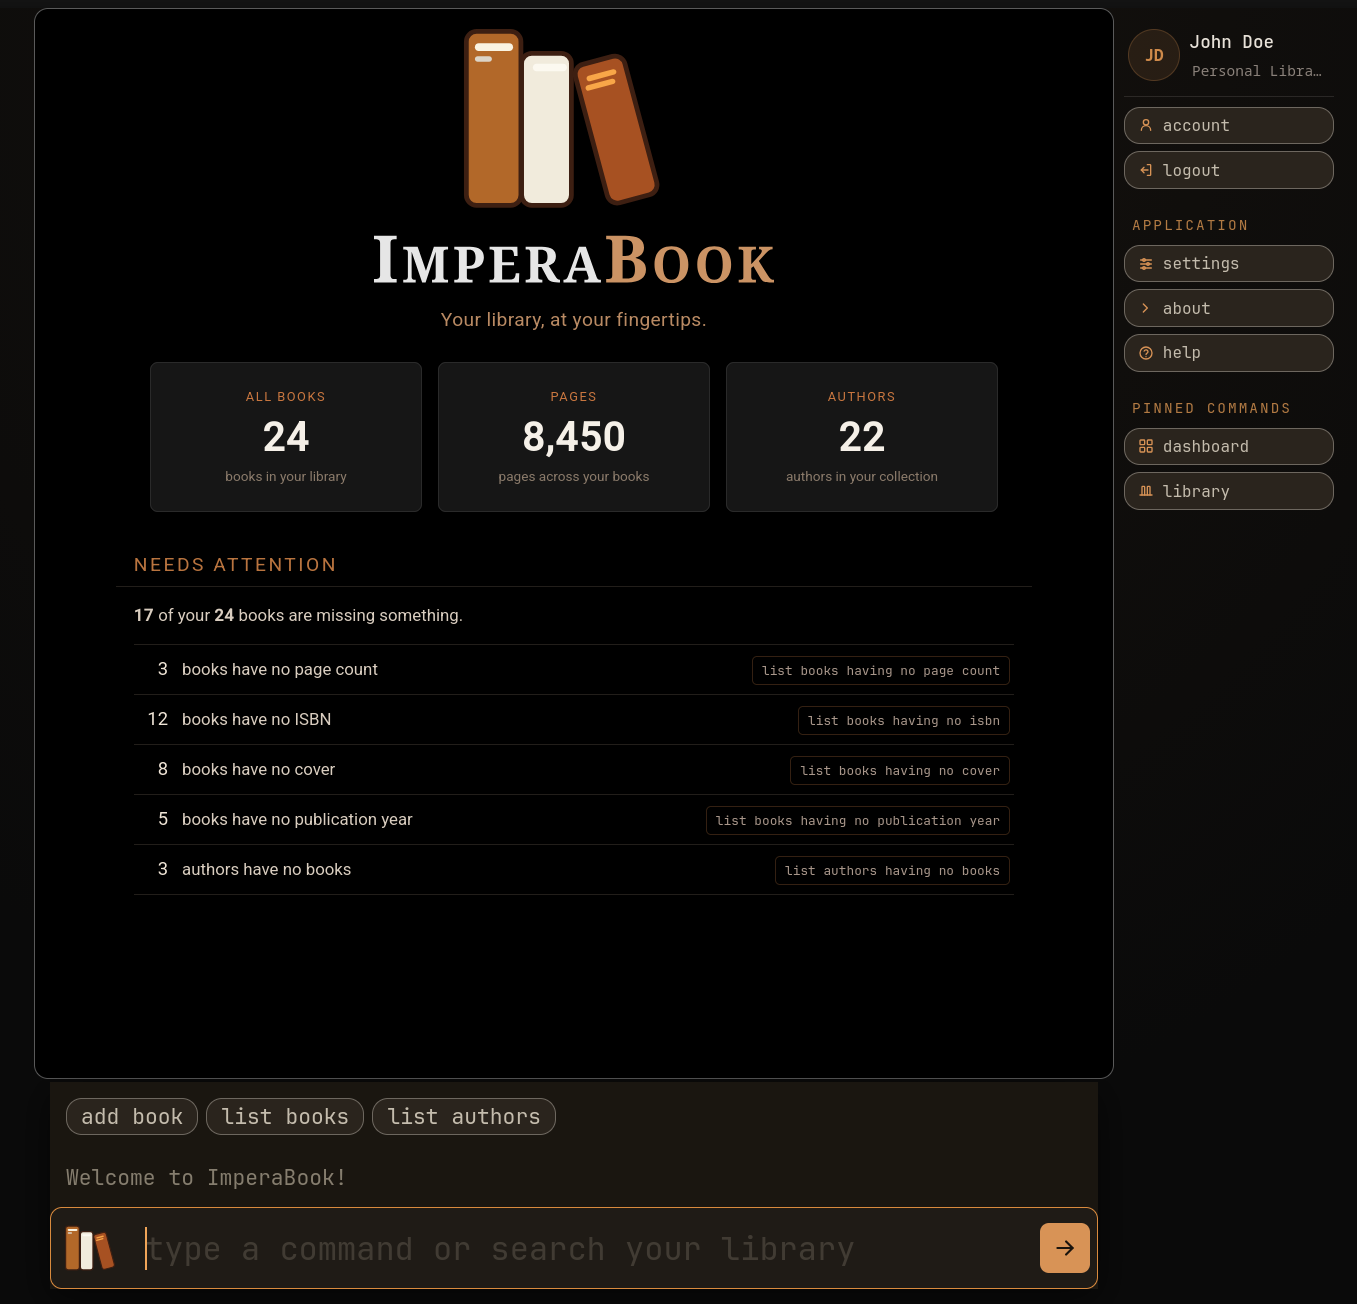 IMPERABOOK
Your library, at your fingertips.
ALL BOOKS
24
books in your library
PAGES
8,450
pages across your books
AUTHORS
22
authors in your collection
NEEDS ATTENTION
17 of your 24 books are missing something.
3 books have no page count
list books having no page count
12 books have no ISBN
list books having no isbn
8 books have no cover
list books having no cover
5 books have no publication year
list books having no publication year
3 authors have no books
list authors having no books
add book
list books
list authors
Welcome to ImperaBook!
type a command or search your library
JD
John Doe
Personal Libra…
account
logout
APPLICATION
settings
about
help
PINNED COMMANDS
dashboard
library